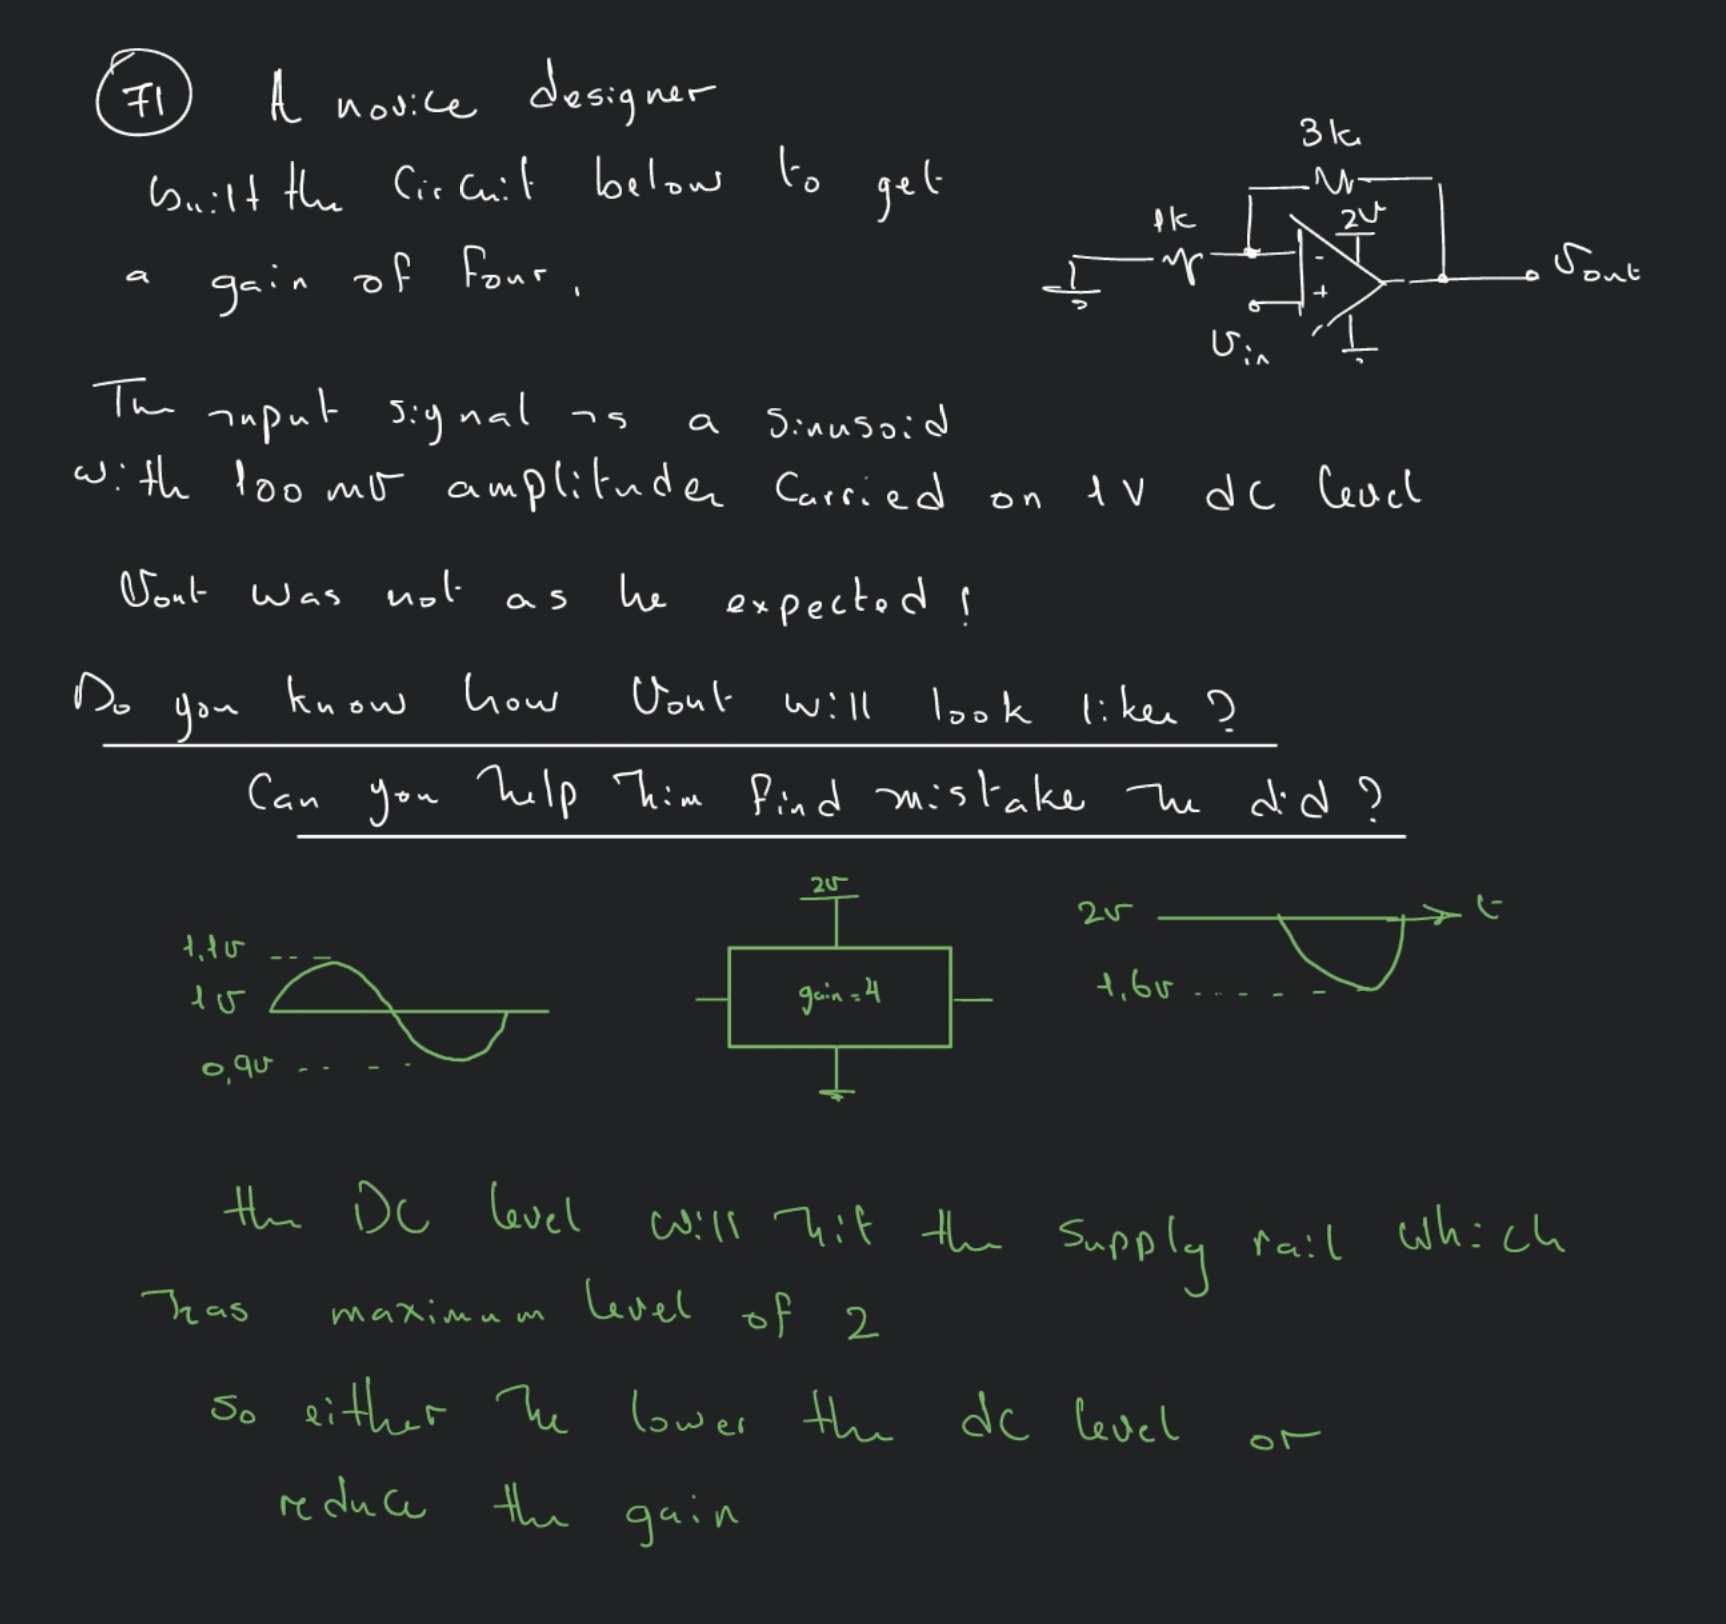 71 A novice designer
built the circuit below to get
a gain of four.
3k
1k
2V
-
+
Vout
Vin
The input signal is a sinusoid
with 100 mV amplitude carried on 1V dc level
Vout was not as he expected!
Do you know how Vout will look like?
Can you help him find mistake he did?
2V
1,1V
1V
0,9V
gain = 4
2V
t
1,6V
the DC level will hit the supply rail which
has maximum level of 2
so either he lower the dc level or
reduce the gain